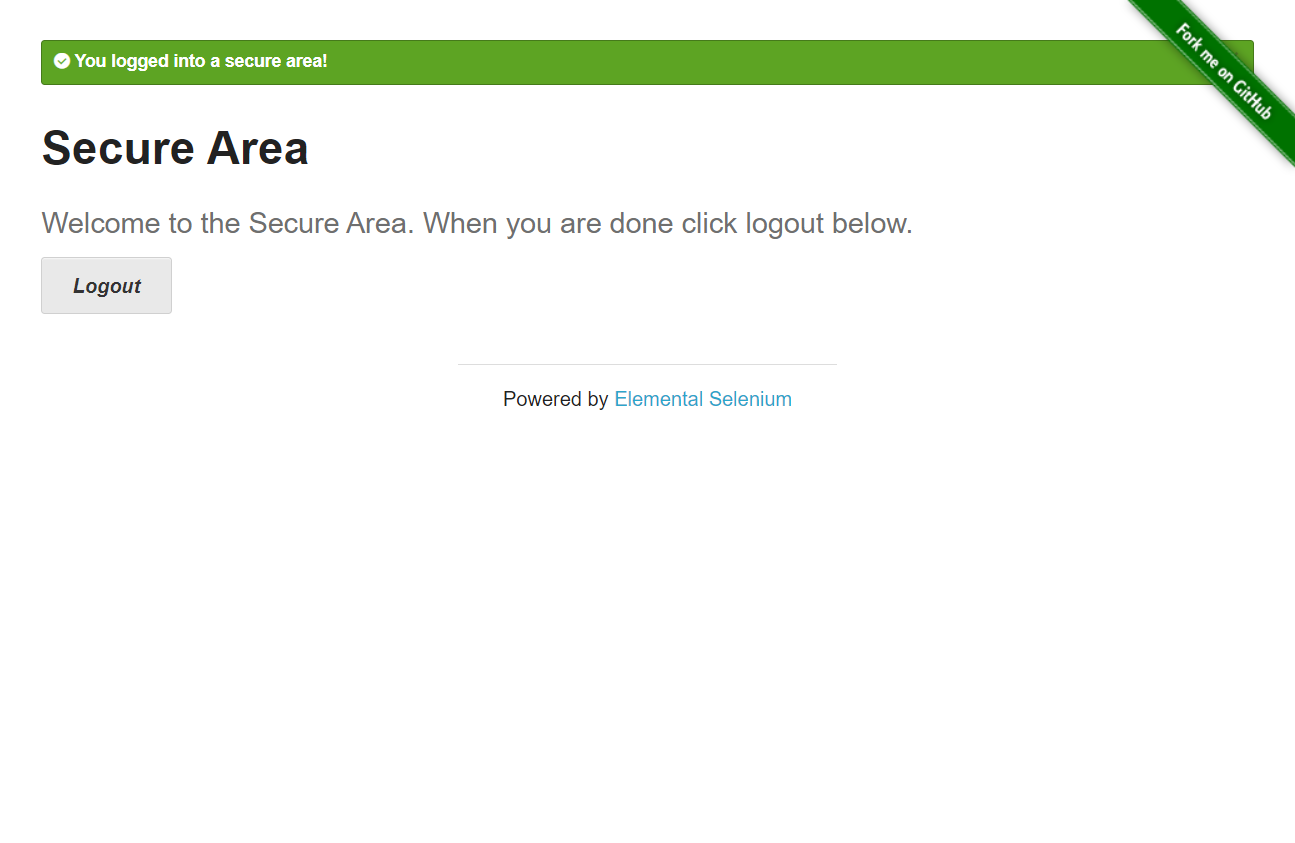 You logged into a secure area!
Fork me on GitHub
Secure Area
Welcome to the Secure Area. When you are done click logout below.
Logout
Powered by Elemental Selenium